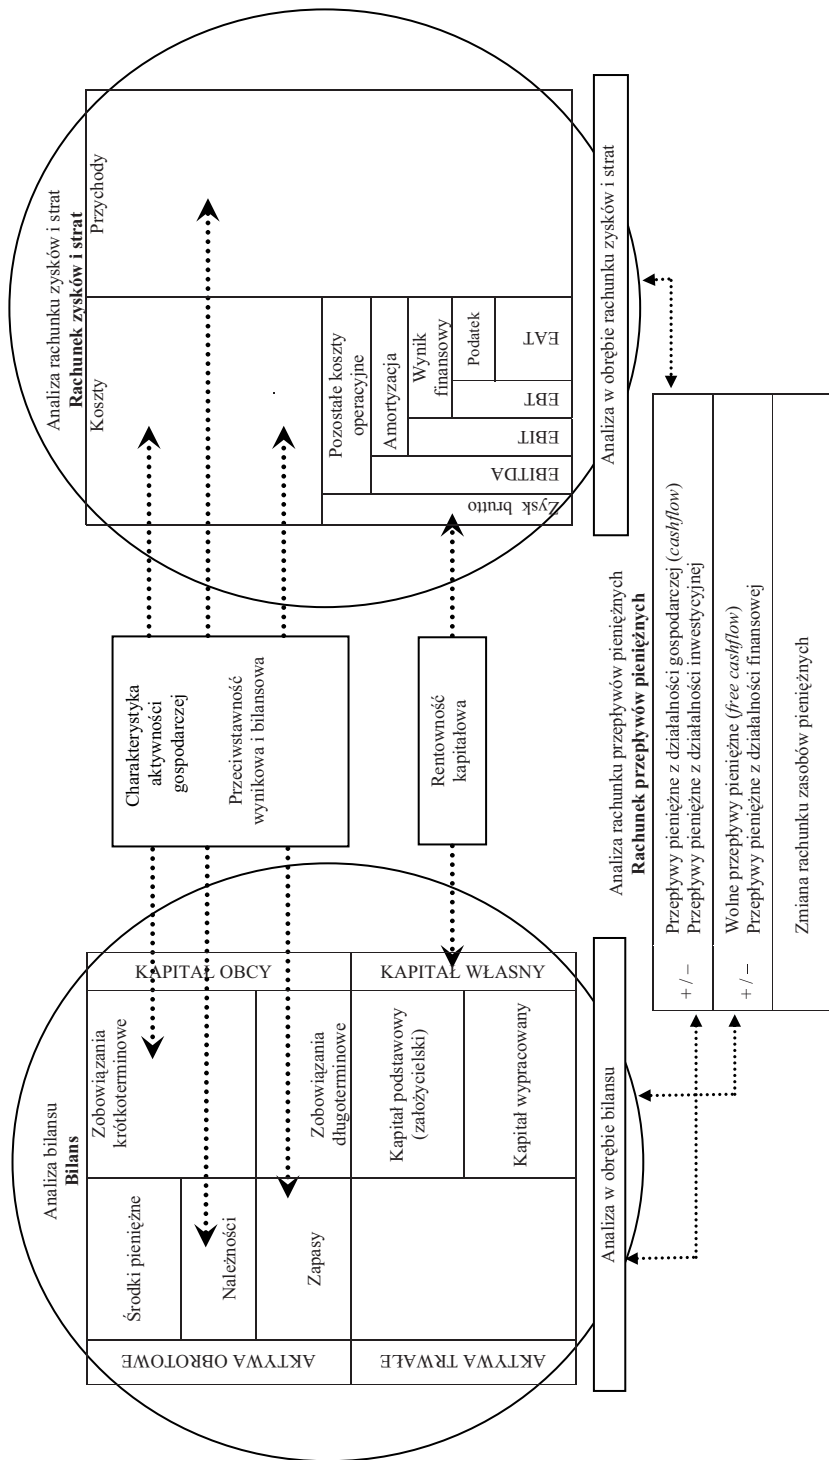 Analiza bilansu
Bilans
AKTYWA OBROTOWE
AKTYWA TRWAŁE
Środki pieniężne
Należności
Zapasy
Zobowiązania
krótkoterminowe
Zobowiązania
długoterminowe
Kapitał podstawowy
(założycielski)
Kapitał wypracowany
KAPITAŁ OBCY
KAPITAŁ WŁASNY
Analiza w obrębie bilansu
Charakterystyka
aktywności
gospodarczej
Przeciwstawność
wynikowa i bilansowa
Rentowność
kapitałowa
Analiza rachunku zysków i strat
Rachunek zysków i strat
Koszty
Przychody
Pozostałe koszty
operacyjne
Amortyzacja
Wynik
finansowy
Podatek
Zysk brutto
EBITDA
EBIT
EBT
EAT
Analiza w obrębie rachunku zysków i strat
Analiza rachunku przepływów pieniężnych
Rachunek przepływów pieniężnych
+ / –
Przepływy pieniężne z działalności gospodarczej (cashflow)
Przepływy pieniężne z działalności inwestycyjnej
+ / –
Wolne przepływy pieniężne (free cashflow)
Przepływy pieniężne z działalności finansowej
Zmiana rachunku zasobów pieniężnych